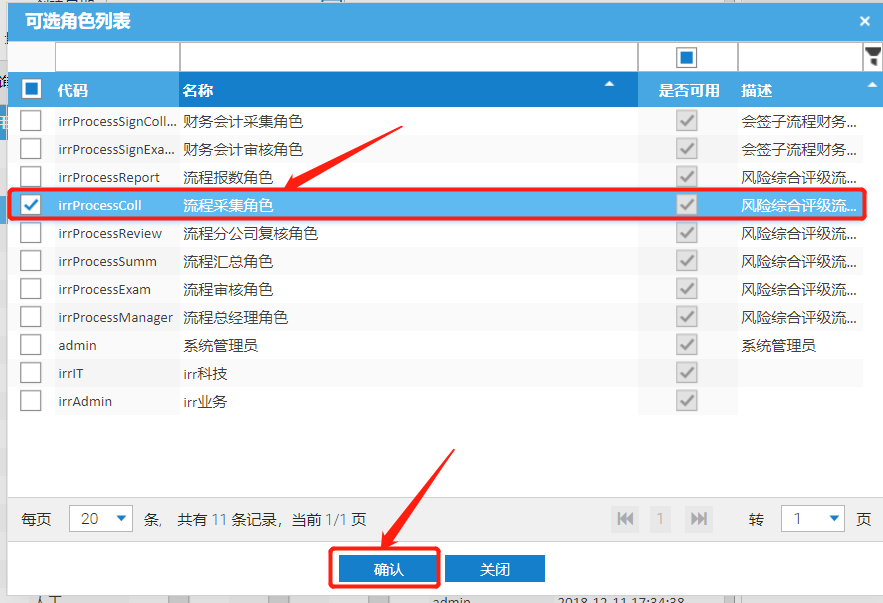 可选角色列表 ×
代码 名称 是否可用 描述
irrProcessSignColl... 财务会计采集角色 会签子流程财务...
irrProcessSignExa... 财务会计审核角色 会签子流程财务...
irrProcessReport 流程报数角色 风险综合评级流...
irrProcessColl 流程采集角色 风险综合评级流...
irrProcessReview 流程分公司复核角色 风险综合评级流...
irrProcessSumm 流程汇总角色 风险综合评级流...
irrProcessExam 流程审核角色 风险综合评级流...
irrProcessManager 流程总经理角色 风险综合评级流...
admin 系统管理员 系统管理员
irrIT irr科技
irrAdmin irr业务
每页 20 条, 共有 11 条记录, 当前 1/1 页 1 转 1 页
确认 关闭
admin 2018-12-11 17:34:38